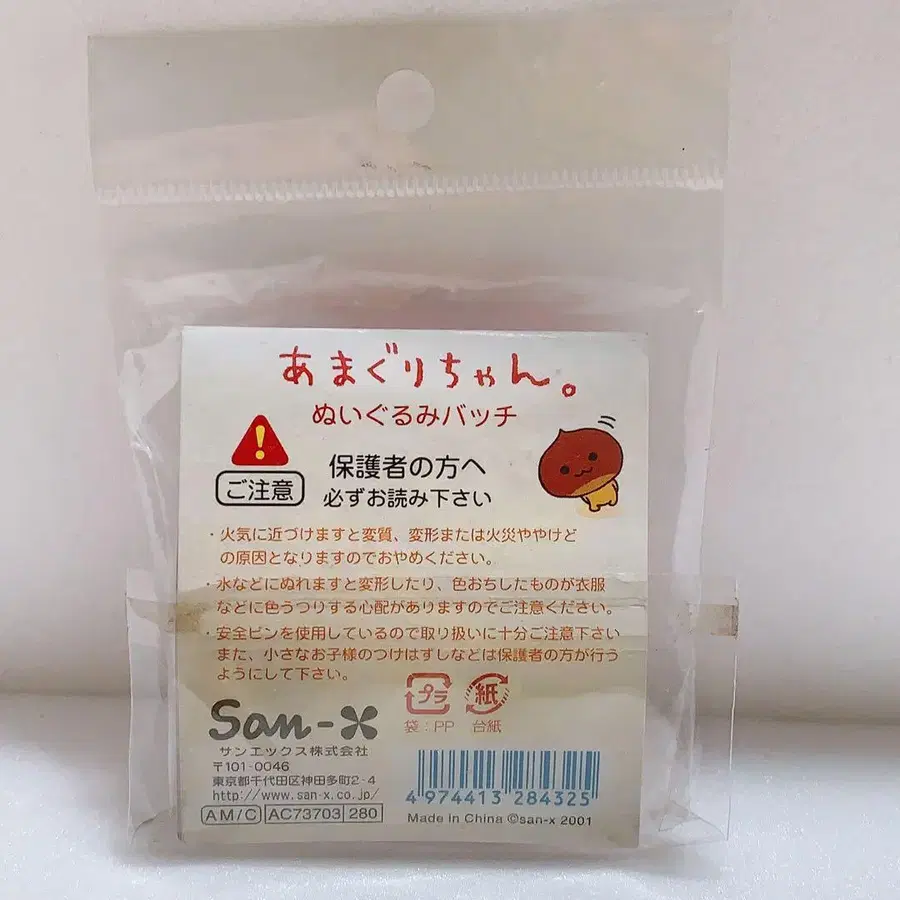 あまぐりちゃん。
ぬいぐるみバッチ
ご注意
保護者の方へ
必ずお読み下さい
・火気に近づけますと変質、変形または火災ややけど
の原因となりますのでおやめください。
・水などにぬれますと変形したり、色おちしたものが衣服
などに色うつりする心配がありますのでご注意ください。
・安全ピンを使用しているので取り扱いに十分ご注意下さい
また、小さなお子様のつけはずしなどは保護者の方が行う
ようにして下さい。
プラ
紙
袋：PP
台紙
San-X
サンエックス株式会社
〒101-0046
東京都千代田区神田多町2-4
http://www.san-x.co.jp/
AM/C AC73703 280
4 974413 284325
Made in China ©san-x 2001